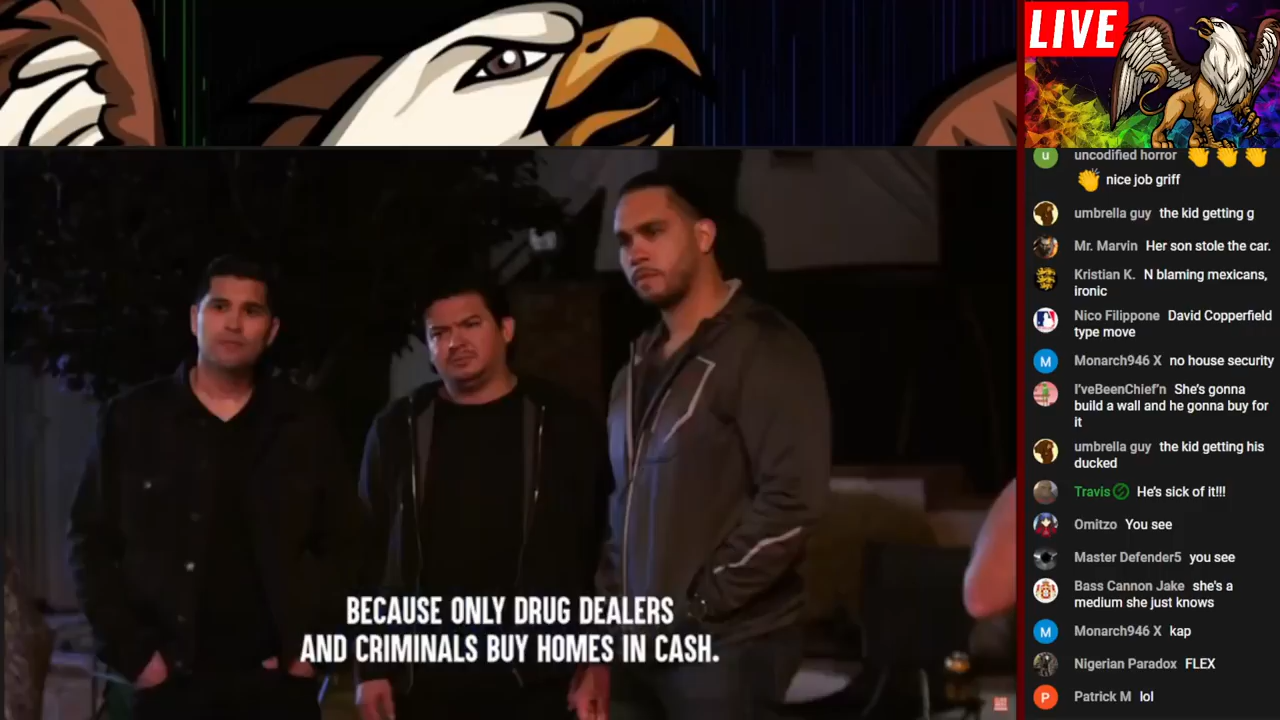 LIVE
uncodified horror
nice job griff
umbrella guy the kid getting g
Mr. Marvin Her son stole the car.
Kristian K. N blaming mexicans,
ironic
Nico Filippone David Copperfield
type move
Monarch946 X no house security
I'veBeenChief'n She's gonna
build a wall and he gonna buy for
it
umbrella guy the kid getting his
ducked
Travis He's sick of it!!!
Omitzo You see
Master Defender5 you see
Bass Cannon Jake she's a
medium she just knows
Monarch946 X kap
Nigerian Paradox FLEX
Patrick M lol
BECAUSE ONLY DRUG DEALERS
AND CRIMINALS BUY HOMES IN CASH.
u
M
M
P